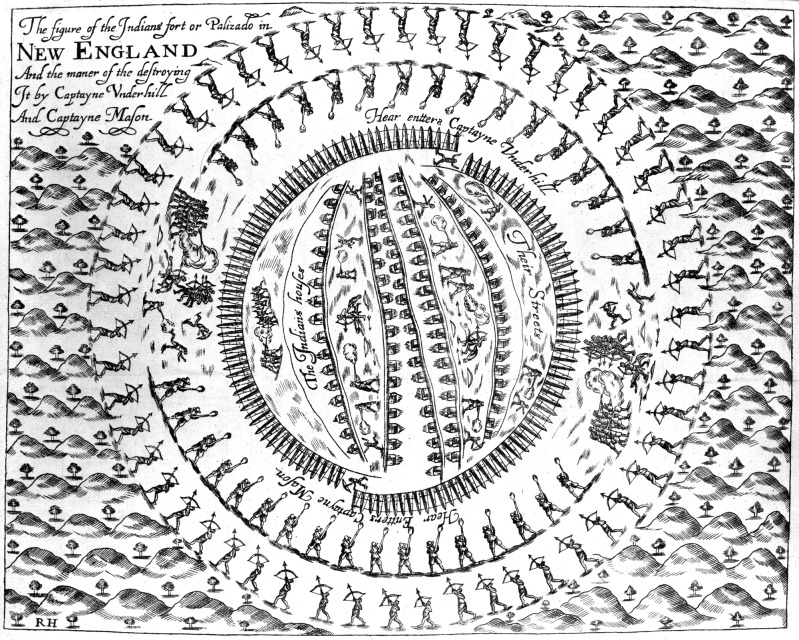 The figure of the Indians fort or Palizado in
NEW ENGLAND
And the maner of the destroying
It by Captayne Vnderhill
And Captayne Mason.
Hear entters Captayne Vnderhill
Their Streets
The Indians houses
Hear Entters Captayne Mason.
RH